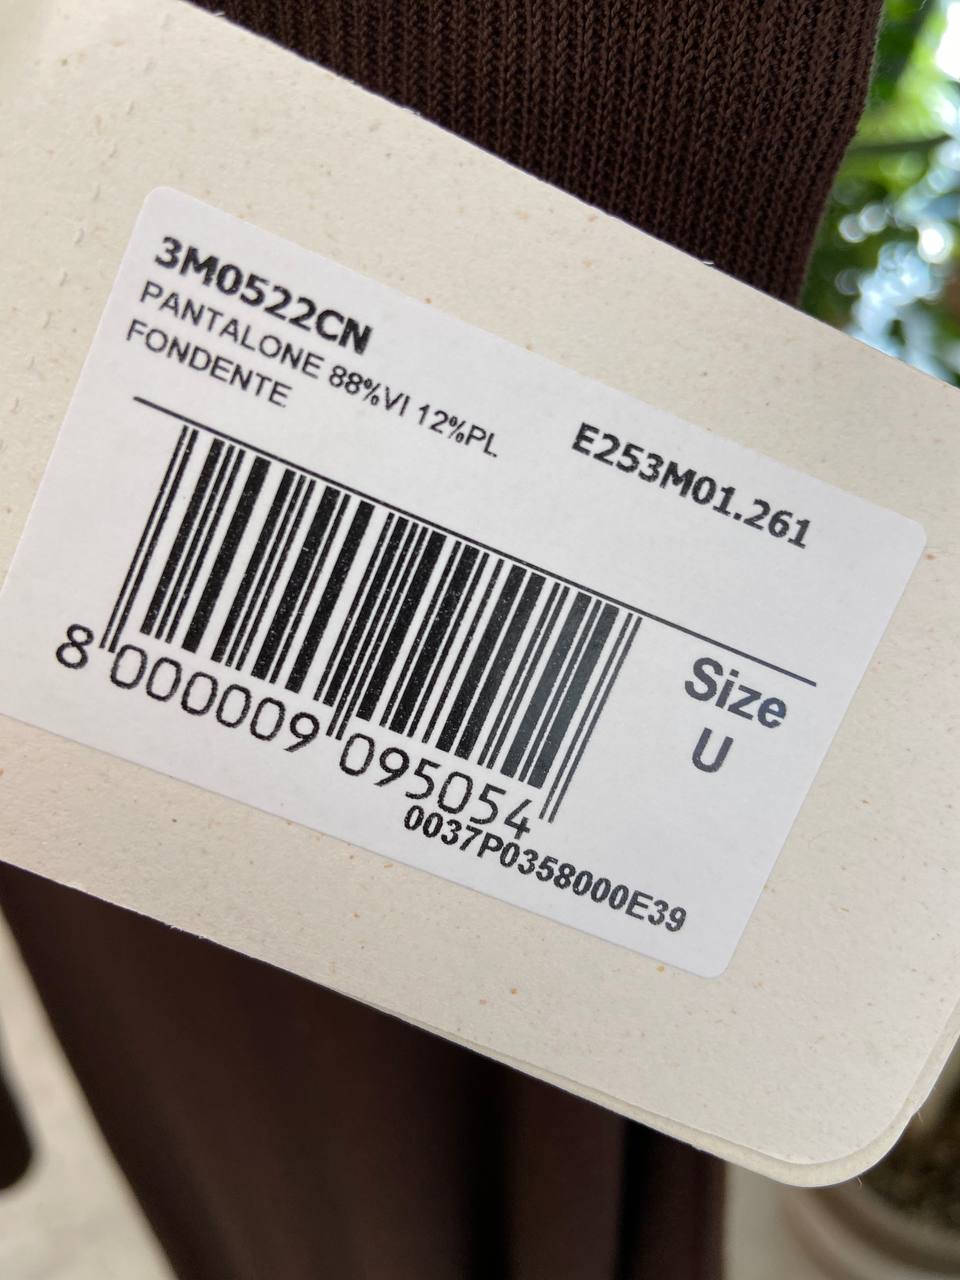 3M0522CN
PANTALONE 88%VI 12%PL
FONDENTE
E253M01.261
Size
U
8 000009 095054
0037P0358000E39